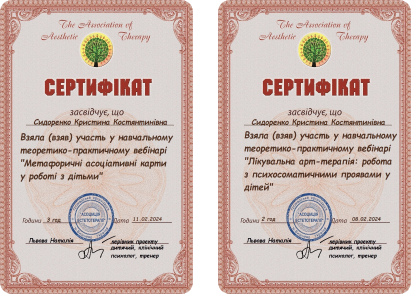 The Association of
Aesthetic Therapy
СЕРТИФІКАТ
засвідчує, що
Сидоренко Кристина Костянтинівна
Взяла (взяв) участь у навчальному
теоретико-практичному вебінарі
"Метафоричні асоціативні карти
у роботі з дітьми"
Години 3 год Дата 11.02.2024
Львова Наталія керівник проекту
дитячий, клінічний
психолог, тренер
The Association of
Aesthetic Therapy
СЕРТИФІКАТ
засвідчує, що
Сидоренко Кристина Костянтинівна
Взяла (взяв) участь у навчальному
теоретико-практичному вебінарі
"Лікувальна арт-терапія: робота
з психосоматичними проявами у
дітей"
Години 2 год Дата 08.02.2024
Львова Наталія керівник проекту
дитячий, клінічний
психолог, тренер